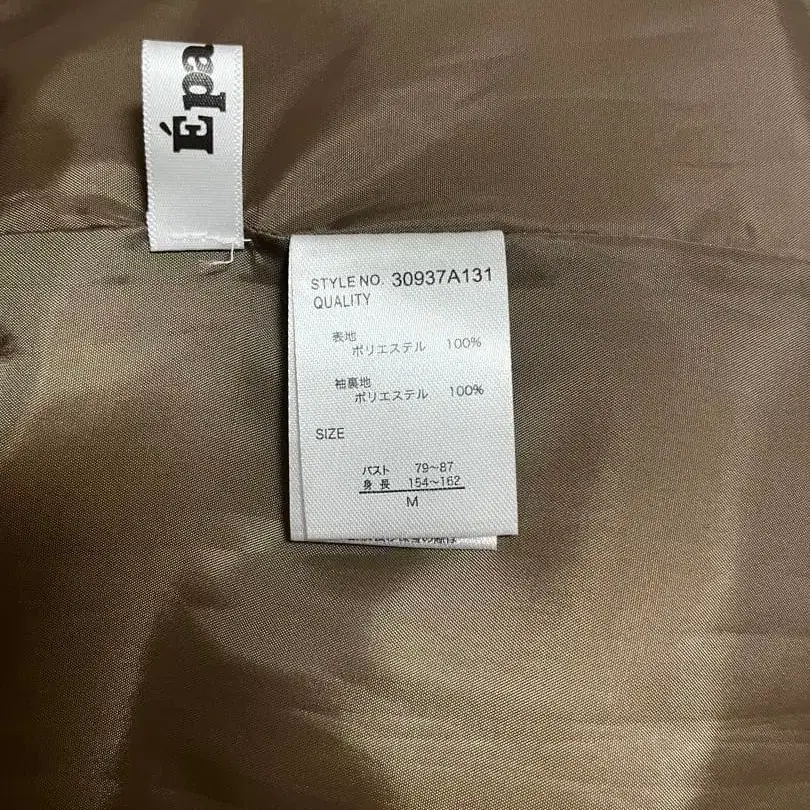 Épa
STYLE NO. 30937A131
QUALITY
表地
ポリエステル 100%
袖裏地
ポリエステル 100%
SIZE
バスト 79~87
身長 154~162
M